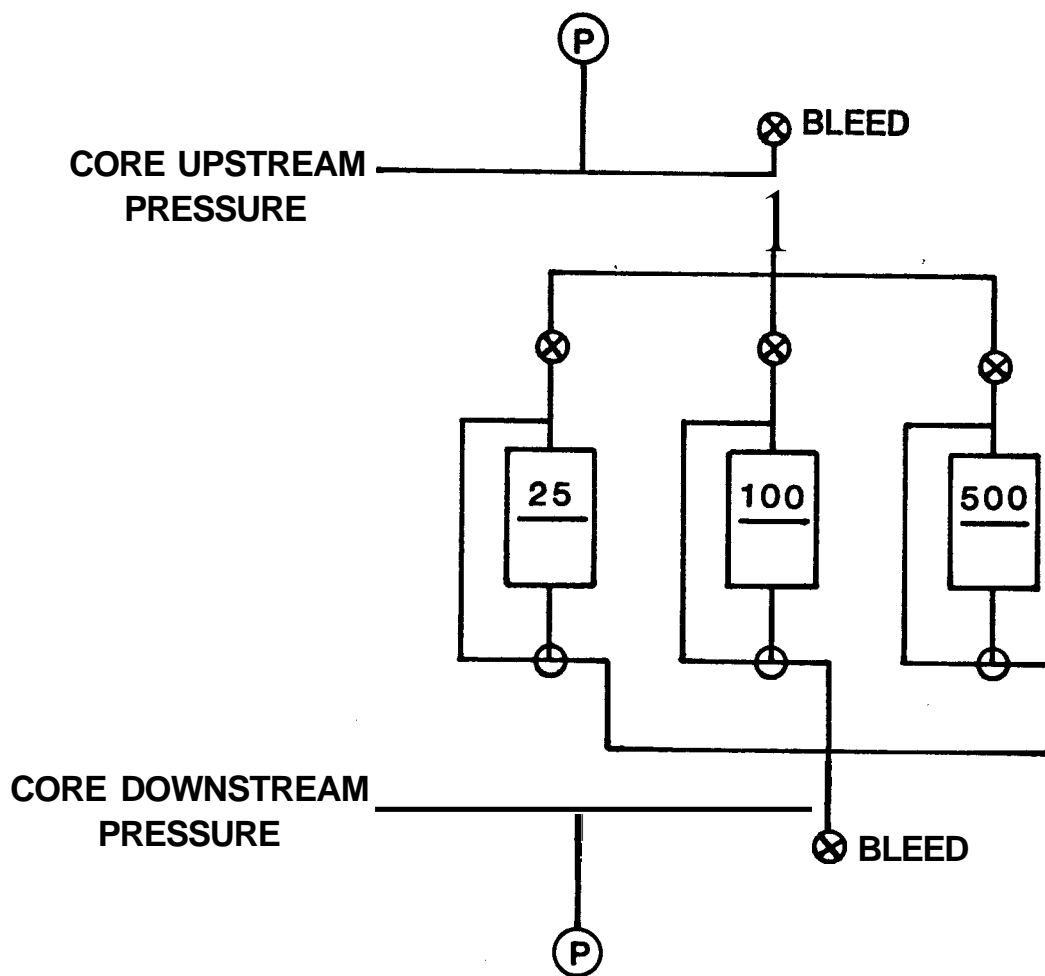 P
BLEED
CORE UPSTREAM
PRESSURE
25
100
500
CORE DOWNSTREAM
PRESSURE
BLEED
P